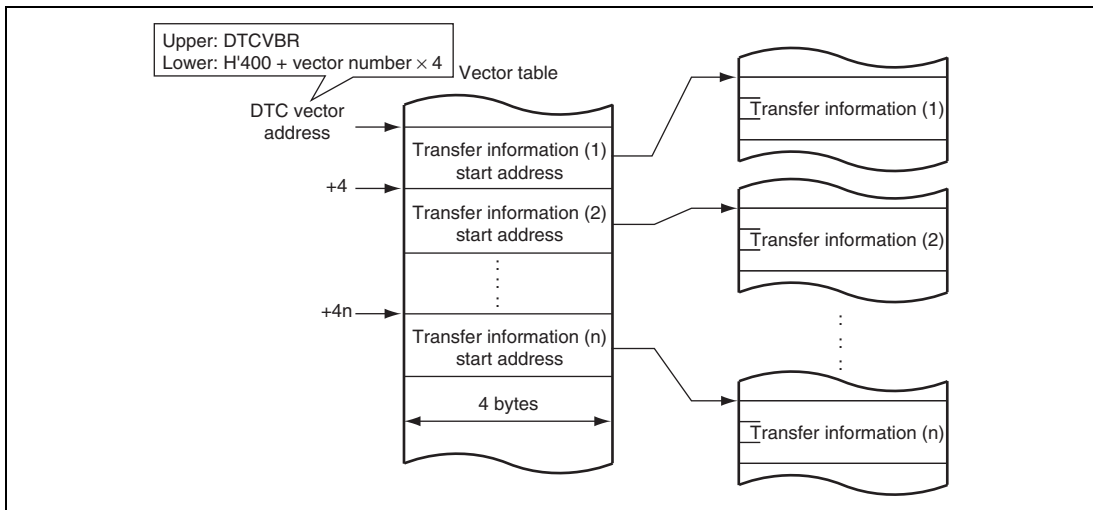 Upper: DTCVBR
Lower: H'400 + vector number × 4
Vector table
DTC vector
address
Transfer information (1)
start address
+4
Transfer information (2)
start address
+4n
Transfer information (n)
start address
4 bytes
Transfer information (1)
Transfer information (2)
Transfer information (n)